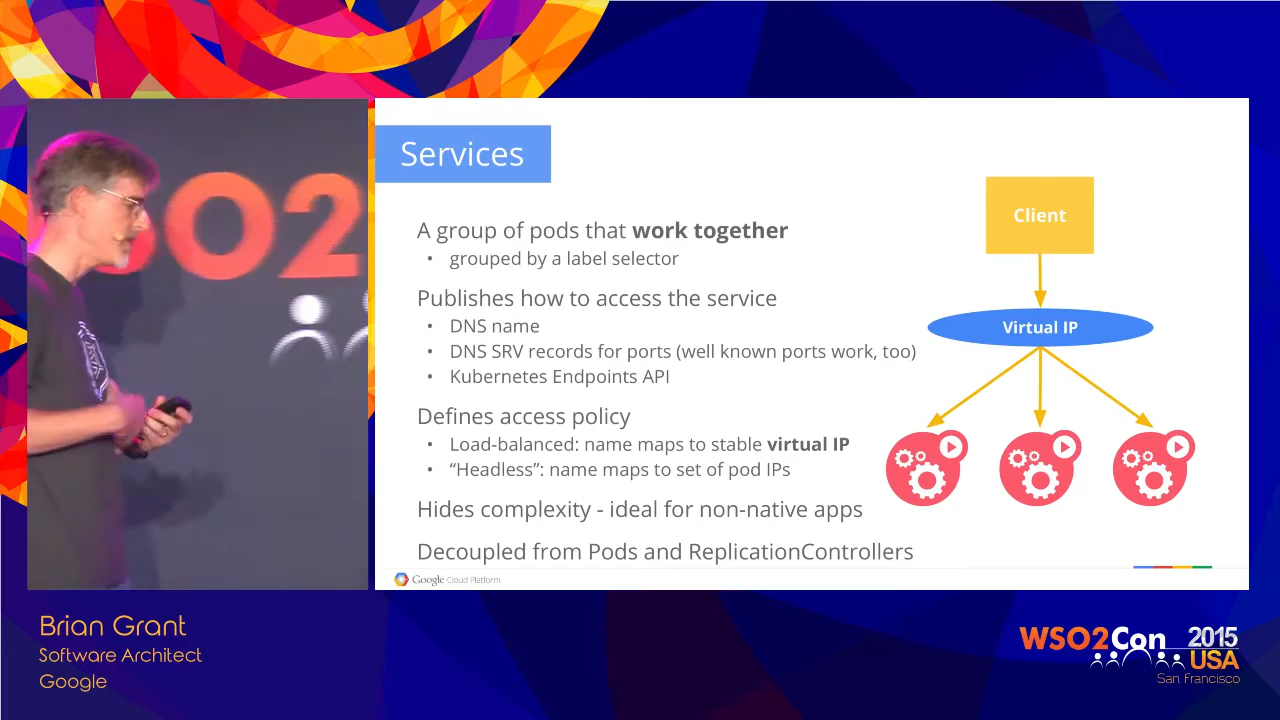 SO2
Services
A group of pods that work together
• grouped by a label selector
Publishes how to access the service
• DNS name
• DNS SRV records for ports (well known ports work, too)
• Kubernetes Endpoints API
Defines access policy
• Load-balanced: name maps to stable virtual IP
• “Headless”: name maps to set of pod IPs
Hides complexity - ideal for non-native apps
Decoupled from Pods and ReplicationControllers
Client
Virtual IP
Google Cloud Platform
Brian Grant
Software Architect
Google
WSO2Con 2015
USA
San Francisco